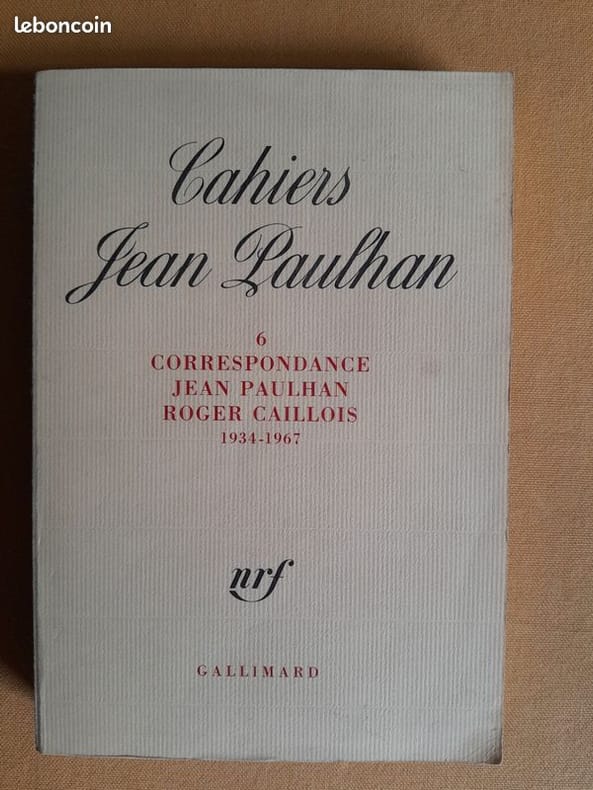 leboncoin
Cahiers
Jean Paulhan
6
CORRESPONDANCE
JEAN PAULHAN
ROGER CAILLOIS
1934-1967
nrf
GALLIMARD